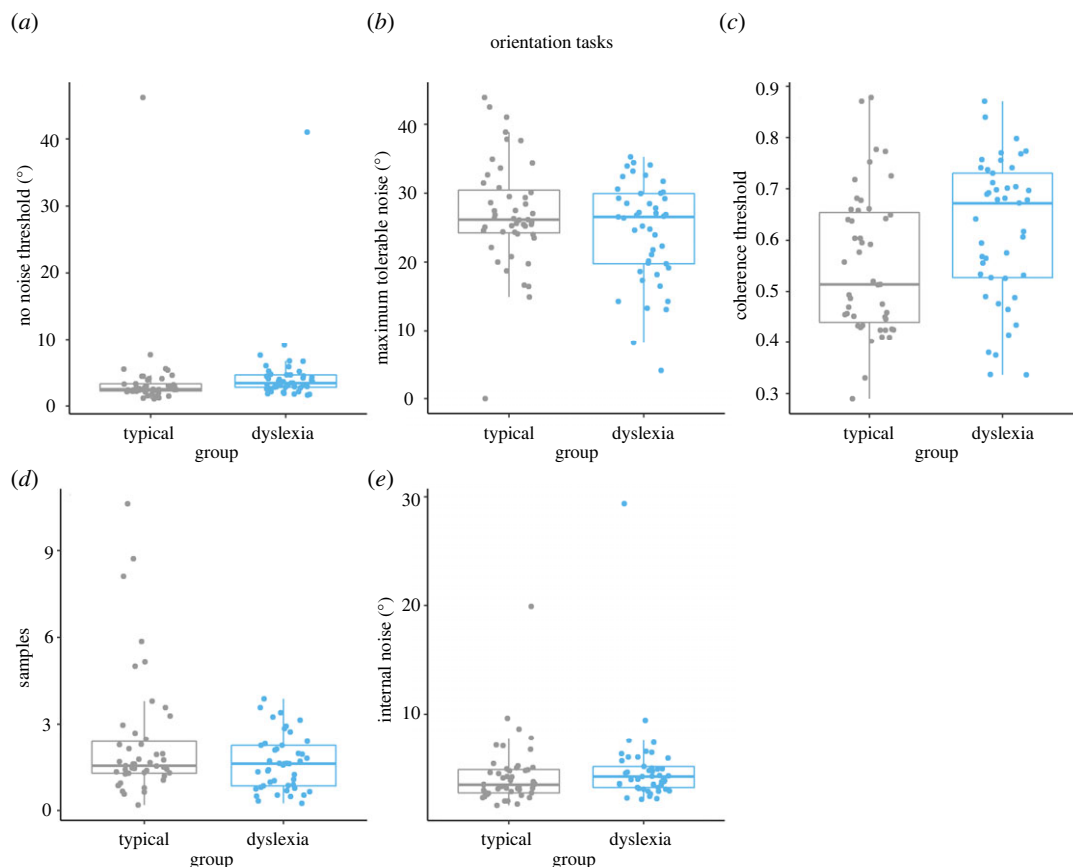 (a)
(b)
orientation tasks
(c)
no noise threshold (°)
40
30
20
10
0
typical
dyslexia
group
maximum tolerable noise (°)
40
30
20
10
0
typical
dyslexia
group
coherence threshold
0.9
0.8
0.7
0.6
0.5
0.4
0.3
typical
dyslexia
group
(d)
samples
9
6
3
0
typical
dyslexia
group
(e)
internal noise (°)
30
20
10
typical
dyslexia
group